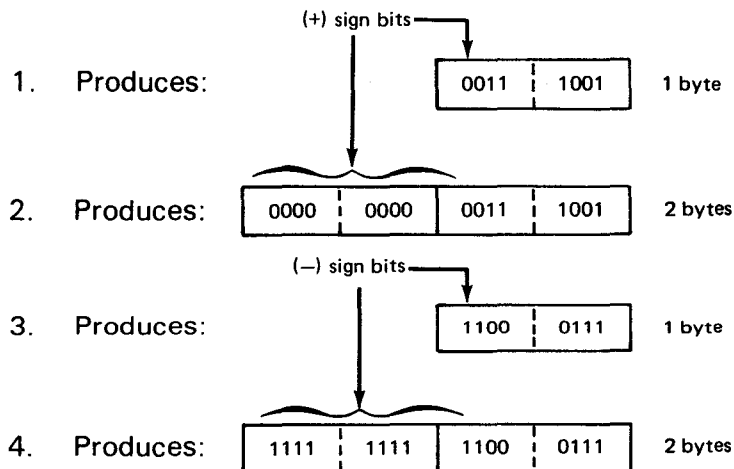 (+) sign bits
1. Produces: 0011 1001 1 byte
2. Produces: 0000 0000 0011 1001 2 bytes
(—) sign bits
3. Produces: 1100 0111 1 byte
4. Produces: 1111 1111 1100 0111 2 bytes